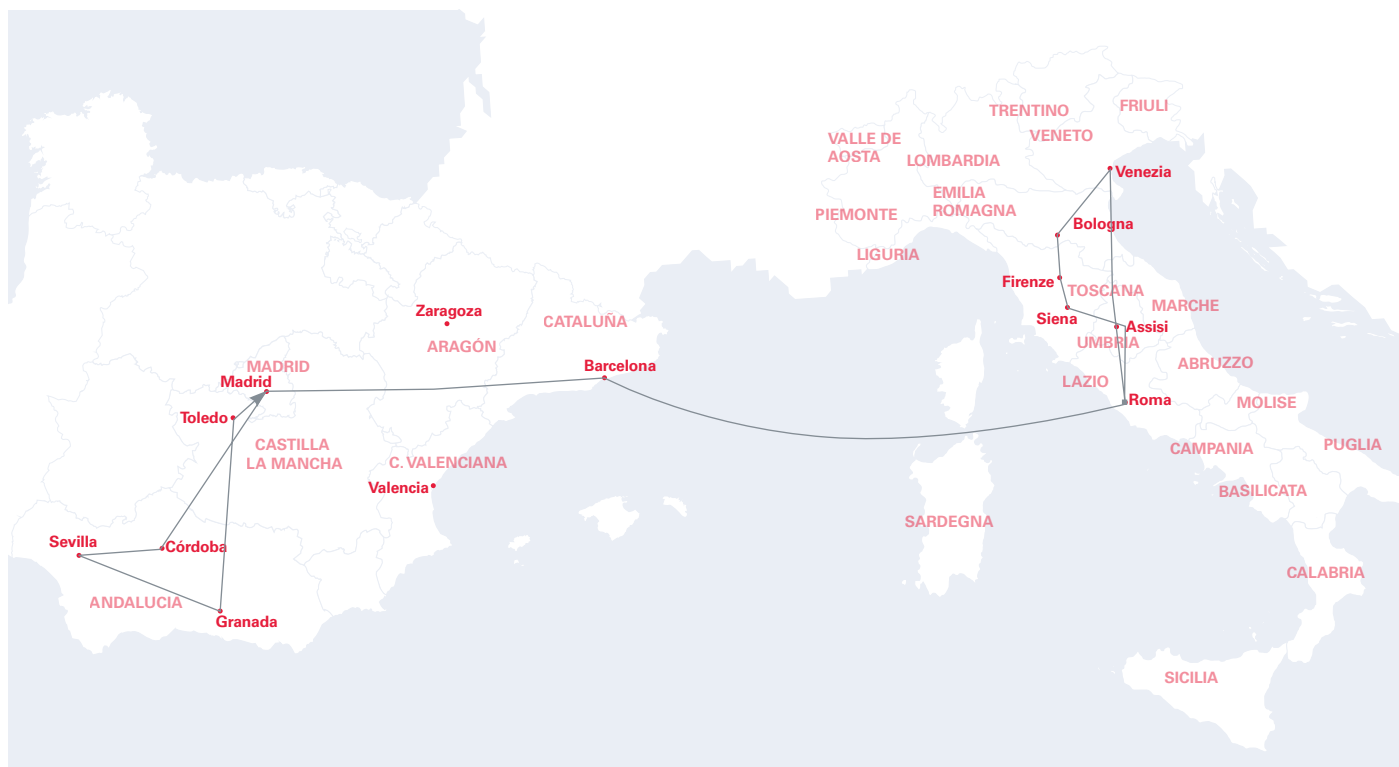 TRENTINO
FRIULI
VALLE DE
AOSTA
VENETO
LOMBARDIA
Venezia
EMILIA
ROMAGNA
PIEMONTE
Bologna
LIGURIA
Firenze
TOSCANA
MARCHE
Siena
Assisi
UMBRIA
ABRUZZO
LAZIO
Roma
MOLISE
CAMPANIA
PUGLIA
BASILICATA
SARDEGNA
CALABRIA
SICILIA
Zaragoza
CATALUÑA
ARAGÓN
MADRID
Madrid
Barcelona
Toledo
CASTILLA
LA MANCHA
C. VALENCIANA
Valencia
Sevilla
Córdoba
ANDALUCIA
Granada